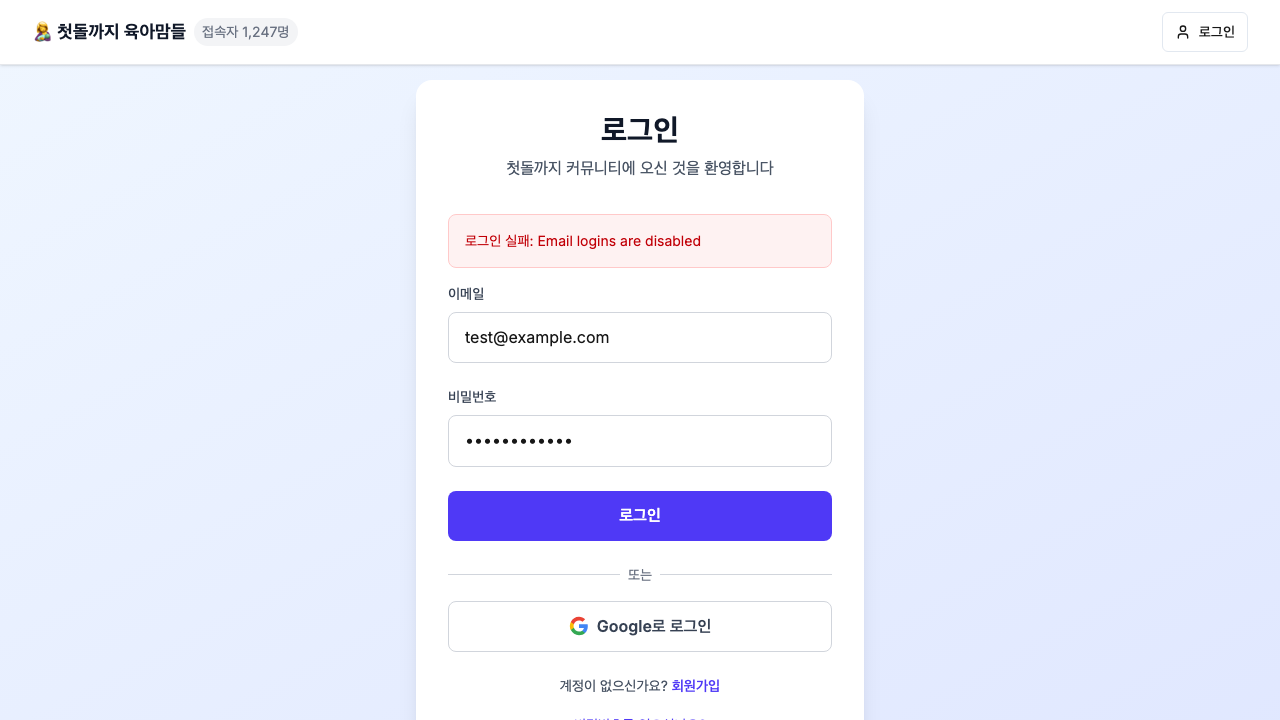 첫돌까지 육아맘들 접속자 1,247명 로그인
로그인
첫돌까지 커뮤니티에 오신 것을 환영합니다
로그인 실패: Email logins are disabled
이메일
test@example.com
비밀번호
••••••••••••
로그인
또는
Google로 로그인
계정이 없으신가요? 회원가입